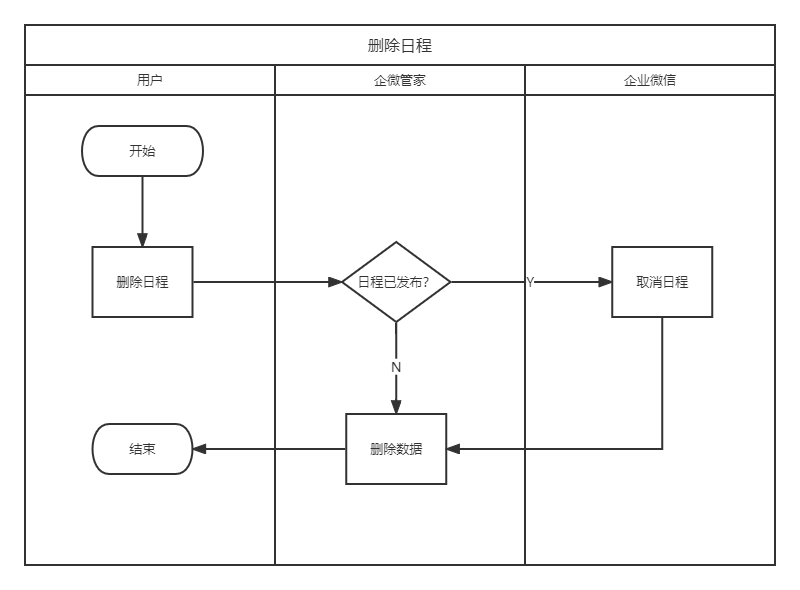 删除日程
用户
企微管家
企业微信
开始
删除日程
日程已发布?
Y
取消日程
N
结束
删除数据